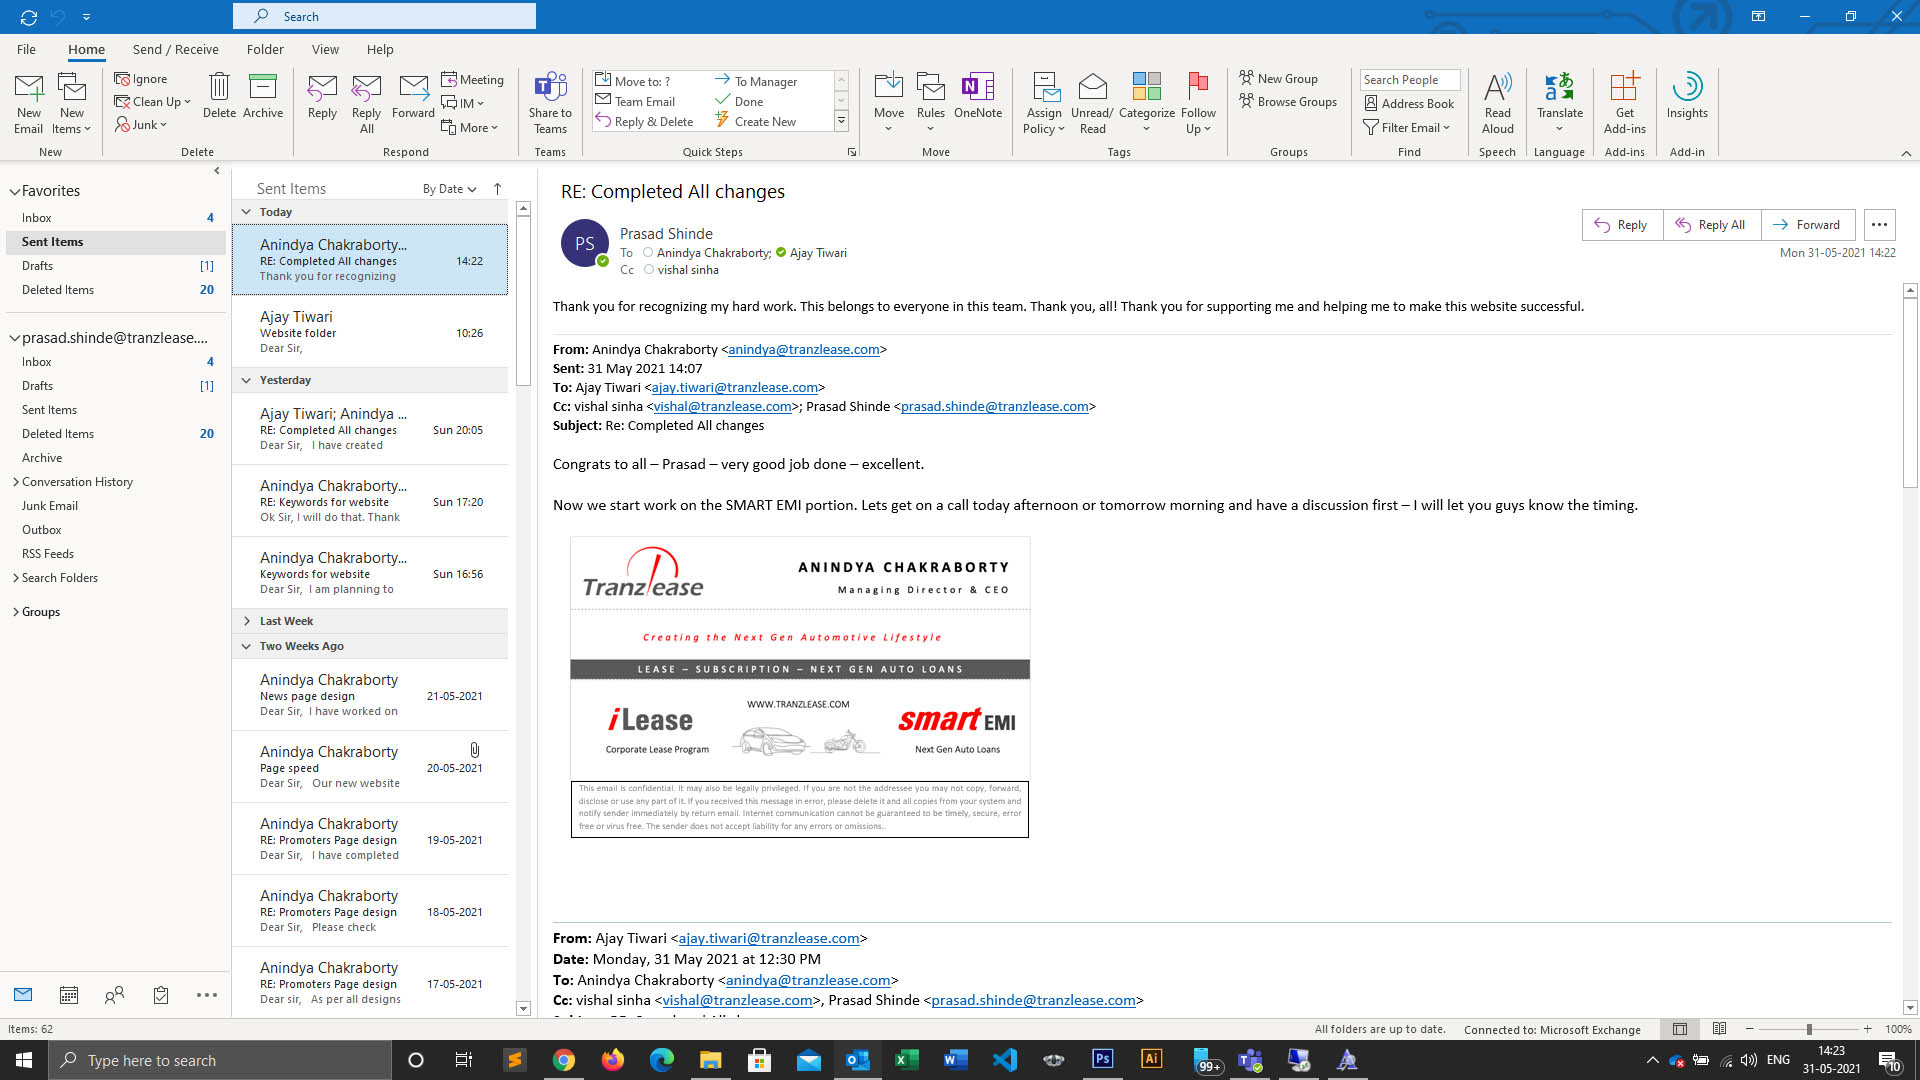 Search
File Home Send / Receive Folder View Help
New Email
New Items
New
Ignore
Clean Up
Junk
Delete
Archive
Delete
Reply
Reply All
Forward
Meeting
IM
More
Respond
Share to Teams
Teams
Move to: ?
Team Email
Reply & Delete
To Manager
Done
Create New
Quick Steps
Move
Rules
OneNote
Move
Assign Policy
Unread/ Read
Categorize
Follow Up
Tags
New Group
Browse Groups
Groups
Search People
Address Book
Filter Email
Find
Read Aloud
Speech
Translate
Language
Get Add-ins
Add-ins
Insights
Add-in
Favorites
Inbox 4
Sent Items
Drafts [1]
Deleted Items 20
prasad.shinde@tranzlease....
Inbox 4
Drafts [1]
Sent Items
Deleted Items 20
Archive
Conversation History
Junk Email
Outbox
RSS Feeds
Search Folders
Groups
Sent Items By Date
Today
Anindya Chakraborty...
RE: Completed All changes 14:22
Thank you for recognizing
Ajay Tiwari
Website folder 10:26
Dear Sir,
Yesterday
Ajay Tiwari; Anindya ...
RE: Completed All changes Sun 20:05
Dear Sir, I have created
Anindya Chakraborty...
RE: Keywords for website Sun 17:20
Ok Sir, I will do that. Thank
Anindya Chakraborty...
Keywords for website Sun 16:56
Dear Sir, I am planning to
Last Week
Two Weeks Ago
Anindya Chakraborty
News page design 21-05-2021
Dear Sir, I have worked on
Anindya Chakraborty
Page speed 20-05-2021
Dear Sir, Our new website
Anindya Chakraborty
RE: Promoters Page design 19-05-2021
Dear Sir, I have completed
Anindya Chakraborty
RE: Promoters Page design 18-05-2021
Dear Sir, Please check
Anindya Chakraborty
RE: Promoters Page design 17-05-2021
Dear sir, As per all designs
RE: Completed All changes
PS
Prasad Shinde
To Anindya Chakraborty; Ajay Tiwari
Cc vishal sinha
Reply Reply All Forward
Mon 31-05-2021 14:22
Thank you for recognizing my hard work. This belongs to everyone in this team. Thank you, all! Thank you for supporting me and helping me to make this website successful.
From: Anindya Chakraborty <anindya@tranzlease.com>
Sent: 31 May 2021 14:07
To: Ajay Tiwari <ajay.tiwari@tranzlease.com>
Cc: vishal sinha <vishal@tranzlease.com>; Prasad Shinde <prasad.shinde@tranzlease.com>
Subject: Re: Completed All changes
Congrats to all – Prasad – very good job done – excellent.
Now we start work on the SMART EMI portion. Lets get on a call today afternoon or tomorrow morning and have a discussion first – I will let you guys know the timing.
Tranzlease
ANINDYA CHAKRABORTY
Managing Director & CEO
Creating the Next Gen Automotive Lifestyle
LEASE – SUBSCRIPTION – NEXT GEN AUTO LOANS
iLease
Corporate Lease Program
WWW.TRANZLEASE.COM
smart EMI
Next Gen Auto Loans
This email is confidential. It may also be legally privileged. If you are not the addressee you may not copy, forward,
disclose or use any part of it. If you received this message in error, please delete it and all copies from your system and
notify sender immediately by return email. Internet communication cannot be guaranteed to be timely, secure, error
free or virus free. The sender does not accept liability for any errors or omissions..
From: Ajay Tiwari <ajay.tiwari@tranzlease.com>
Date: Monday, 31 May 2021 at 12:30 PM
To: Anindya Chakraborty <anindya@tranzlease.com>
Cc: vishal sinha <vishal@tranzlease.com>, Prasad Shinde <prasad.shinde@tranzlease.com>
Items: 62
All folders are up to date. Connected to: Microsoft Exchange 100%
Type here to search
Ps
Ai
99+
ENG
14:23
31-05-2021
10